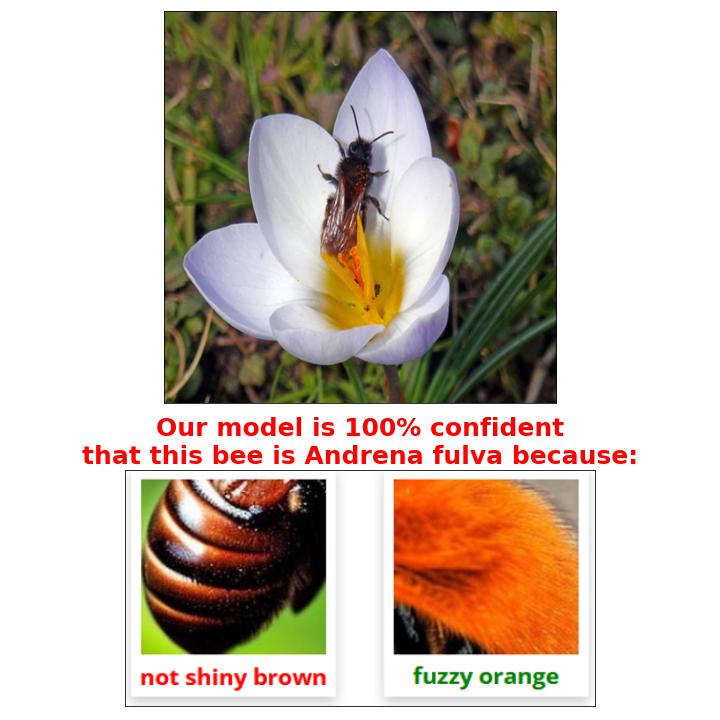 Our model is 100% confident
that this bee is Andrena fulva because:
not shiny brown
fuzzy orange